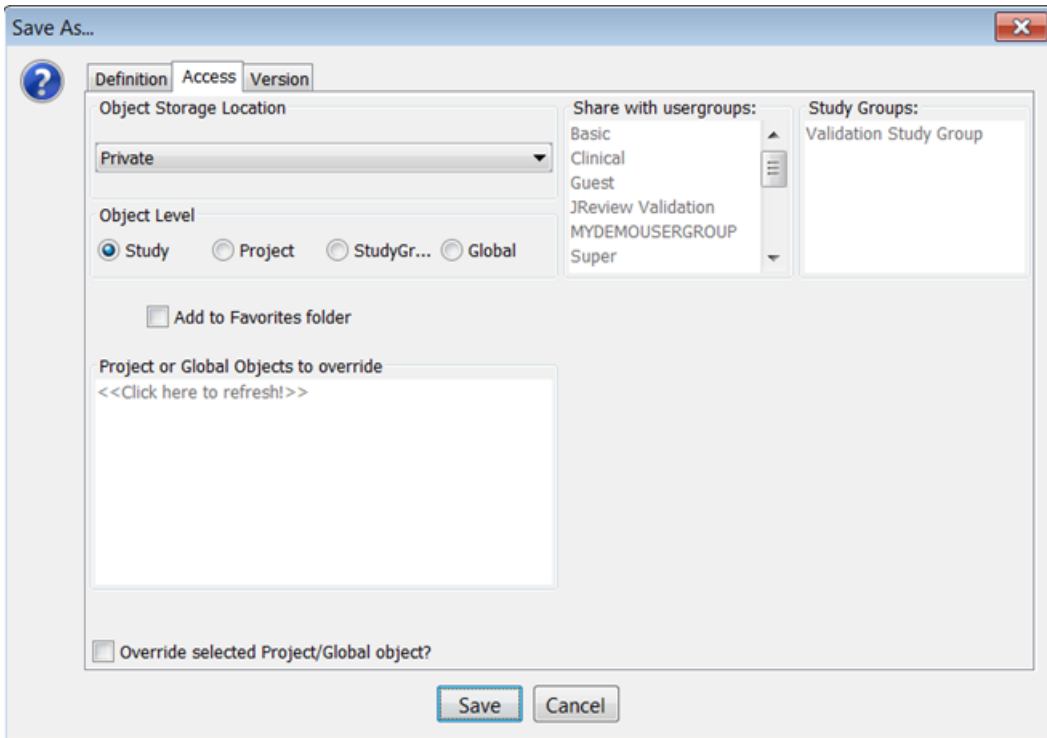 Save As...
Definition Access Version
Object Storage Location
Private
Object Level
Study Project StudyGr... Global
Add to Favorites folder
Project or Global Objects to override
<<Click here to refresh!>>
Override selected Project/Global object?
Share with usergroups:
Basic
Clinical
Guest
JReview Validation
MYDEMOUSERGROUP
Super
Study Groups:
Validation Study Group
Save Cancel